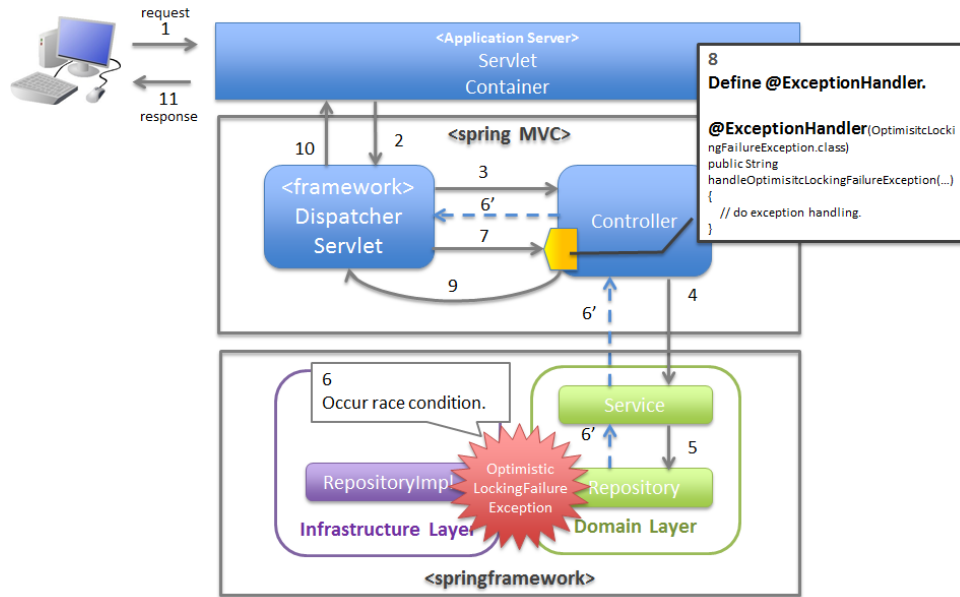 request
1
11
response
<Application Server>
Servlet
Container
8
Define @ExceptionHandler.
@ExceptionHandler(OptimisitcLocki
ngFailureException.class)
public String
handleOptimisitcLockingFailureException(...)
{
// do exception handling.
}
10
2
<spring MVC>
<framework>
Dispatcher
Servlet
3
6’
7
9
Controller
6’
4
6
Occur race condition.
Service
6’
5
RepositoryImpl
Optimistic
LockingFailure
Exception
Repository
Infrastructure Layer
Domain Layer
<springframework>